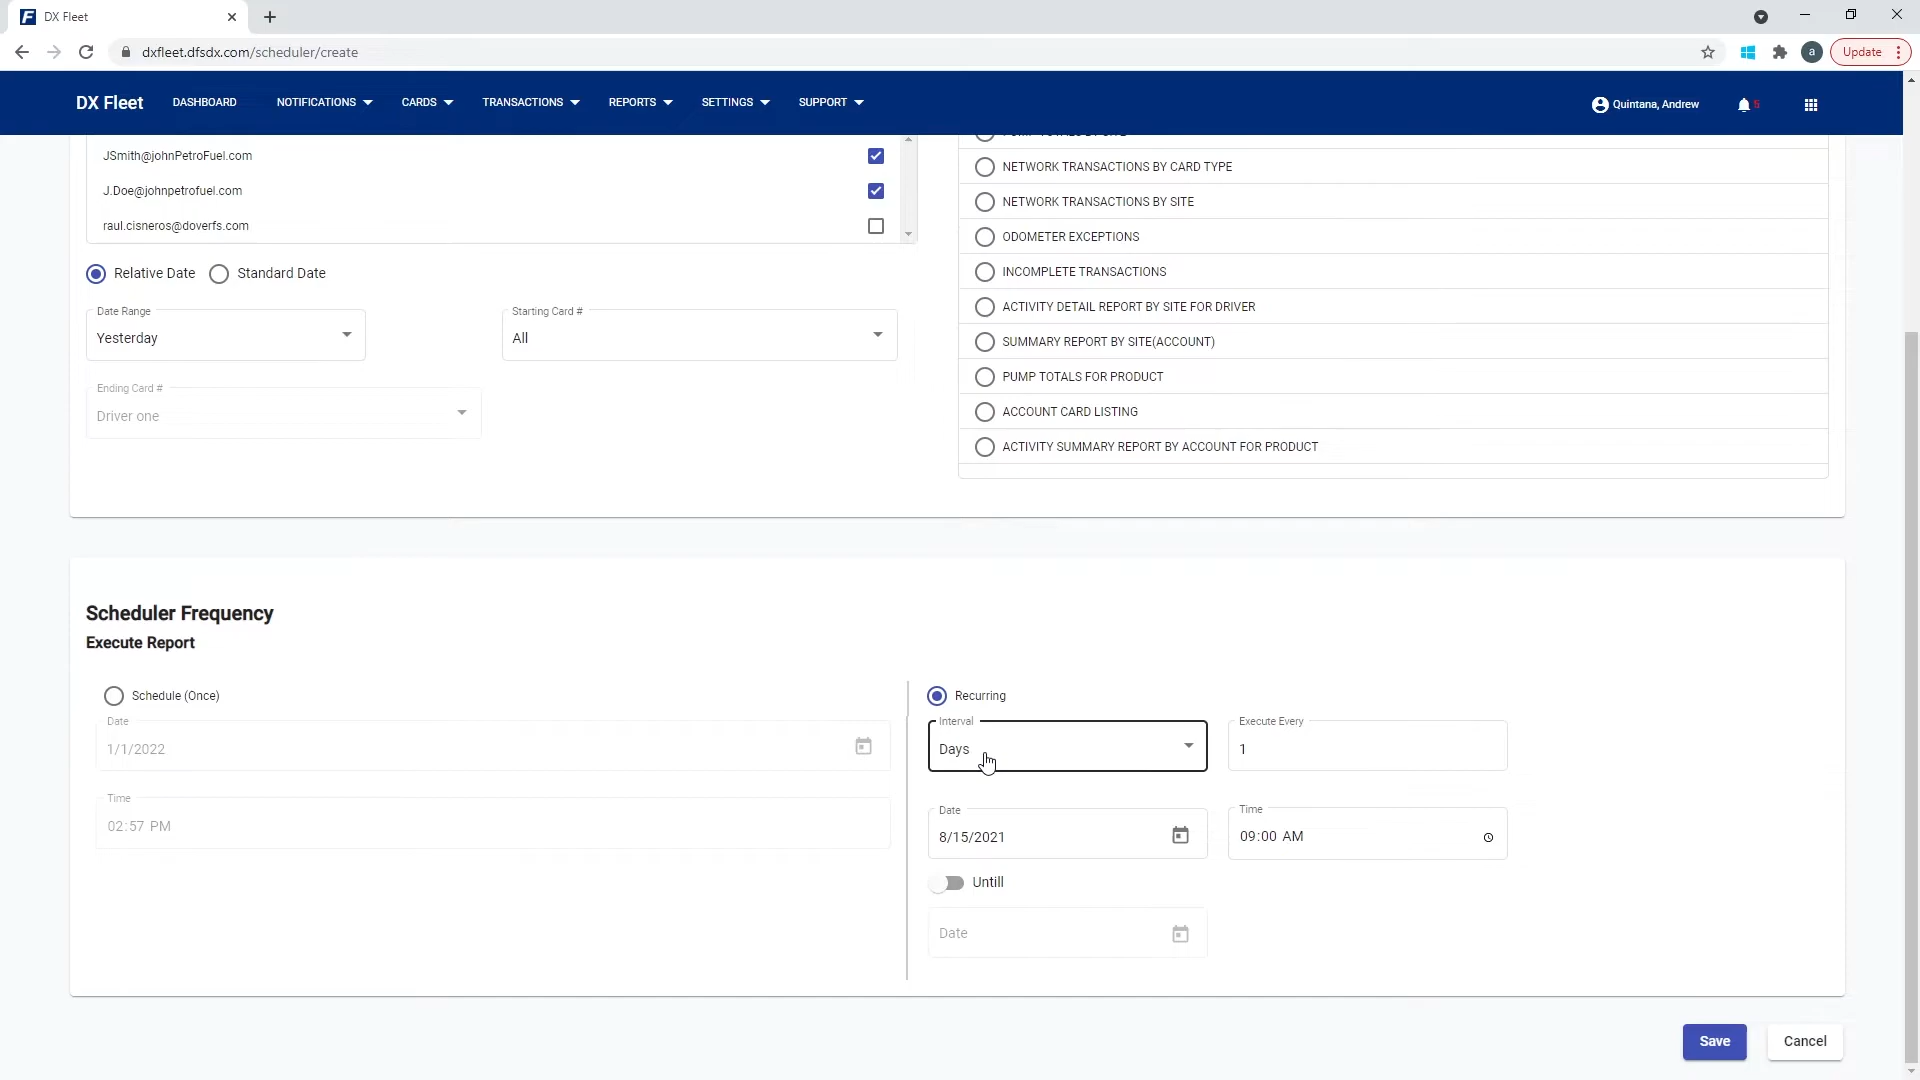 DX Fleet
dxfleet.dfsdx.com/scheduler/create
a
Update
DX Fleet
DASHBOARD
NOTIFICATIONS
CARDS
TRANSACTIONS
REPORTS
SETTINGS
SUPPORT
Quintana, Andrew
5
JSmith@johnPetroFuel.com
J.Doe@johnpetrofuel.com
raul.cisneros@doverfs.com
Relative Date
Standard Date
Date Range
Yesterday
Starting Card #
All
Ending Card #
Driver one
PUMP TOTALS BY SITE
NETWORK TRANSACTIONS BY CARD TYPE
NETWORK TRANSACTIONS BY SITE
ODOMETER EXCEPTIONS
INCOMPLETE TRANSACTIONS
ACTIVITY DETAIL REPORT BY SITE FOR DRIVER
SUMMARY REPORT BY SITE(ACCOUNT)
PUMP TOTALS FOR PRODUCT
ACCOUNT CARD LISTING
ACTIVITY SUMMARY REPORT BY ACCOUNT FOR PRODUCT
Scheduler Frequency
Execute Report
Schedule (Once)
Date
1/1/2022
Time
02:57 PM
Recurring
Interval
Days
Execute Every
1
Date
8/15/2021
Time
09:00 AM
Untill
Date
Save
Cancel